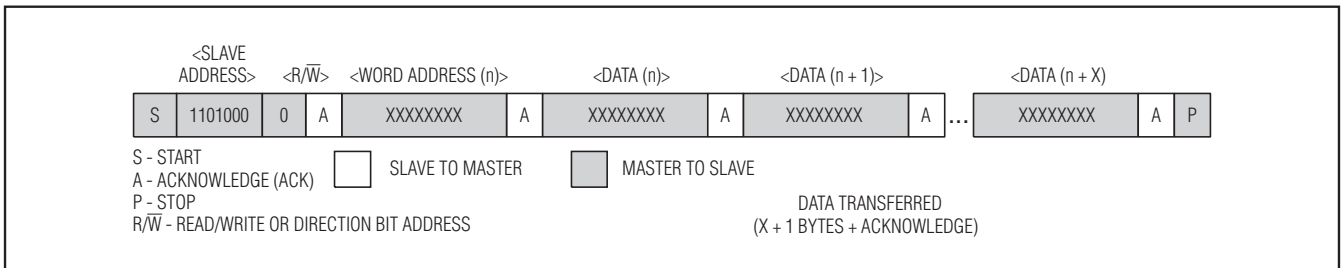 <SLAVE
ADDRESS> <R/W̅> <WORD ADDRESS (n)> <DATA (n)> <DATA (n + 1)> <DATA (n + X)
S 1101000 0 A XXXXXXXX A XXXXXXXX A XXXXXXXX A ... XXXXXXXX A P
S - START
A - ACKNOWLEDGE (ACK)
P - STOP
R/W̅ - READ/WRITE OR DIRECTION BIT ADDRESS
SLAVE TO MASTER
MASTER TO SLAVE
DATA TRANSFERRED
(X + 1 BYTES + ACKNOWLEDGE)